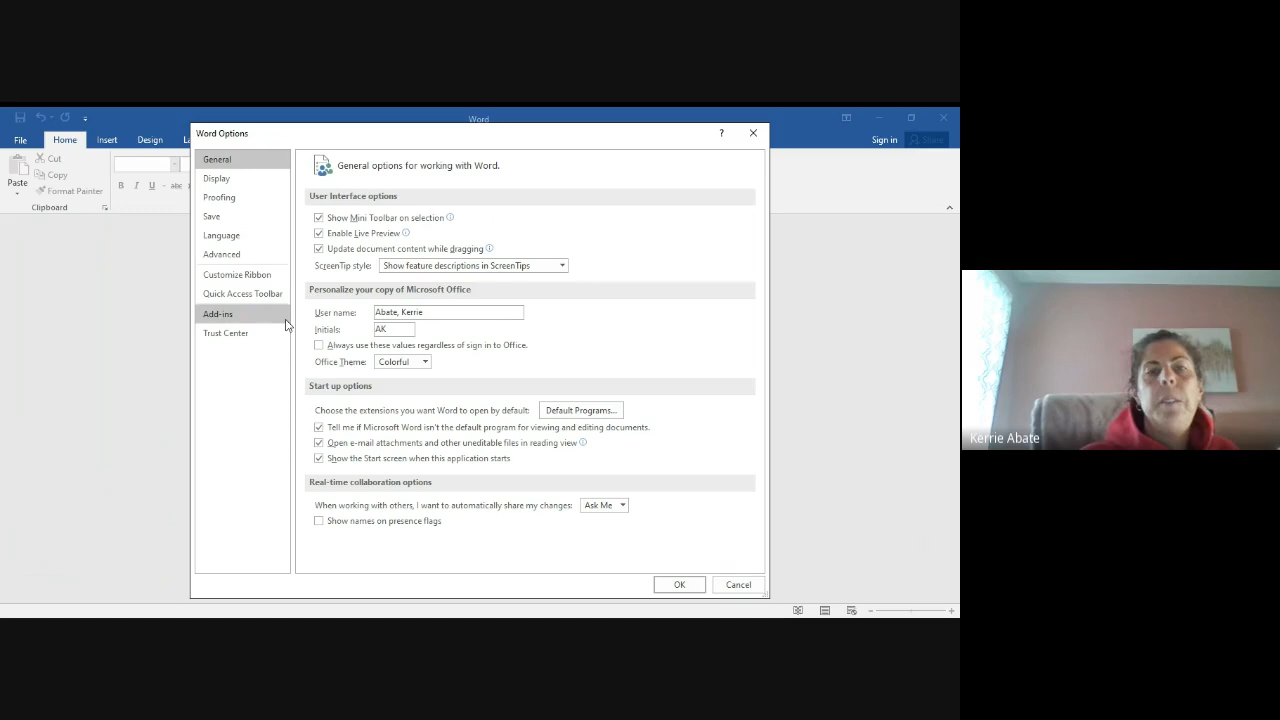 Word
File
Home
Insert
Design
Sign in
Share
Paste
Cut
Copy
Format Painter
B I U abc
Clipboard
Word Options
?
General
Display
Proofing
Save
Language
Advanced
Customize Ribbon
Quick Access Toolbar
Add-ins
Trust Center
General options for working with Word.
User Interface options
Show Mini Toolbar on selection
Enable Live Preview
Update document content while dragging
ScreenTip style: Show feature descriptions in ScreenTips
Personalize your copy of Microsoft Office
User name: Abate, Kerrie
Initials: AK
Always use these values regardless of sign in to Office.
Office Theme: Colorful
Start up options
Choose the extensions you want Word to open by default: Default Programs...
Tell me if Microsoft Word isn't the default program for viewing and editing documents.
Open e-mail attachments and other uneditable files in reading view
Show the Start screen when this application starts
Real-time collaboration options
When working with others, I want to automatically share my changes: Ask Me
Show names on presence flags
OK
Cancel
Kerrie Abate